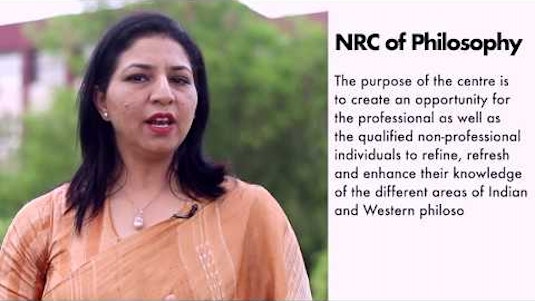 NRC of Philosophy
The purpose of the centre is
to create an opportunity for
the professional as well as
the qualified non-professional
individuals to refine, refresh
and enhance their knowledge
of the different areas of Indian
and Western philoso